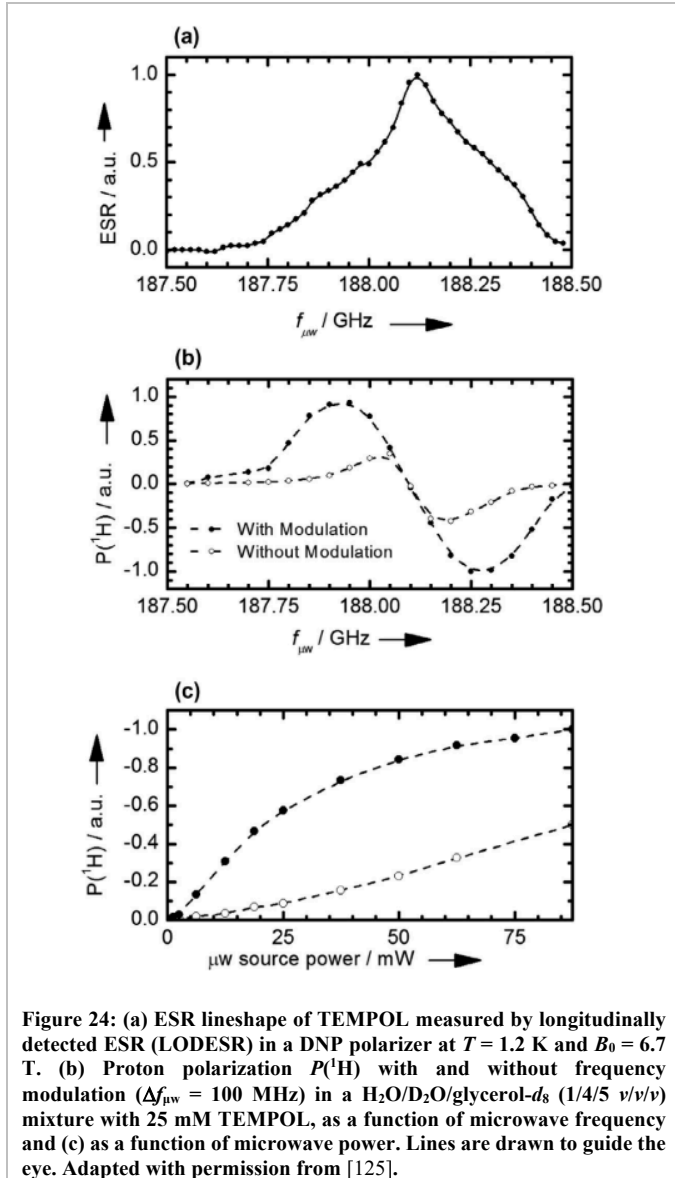 (a)
1.0
0.5
0.0
ESR / a.u.
187.50 187.75 188.00 188.25 188.50
fμw / GHz
(b)
1.0
0.5
0.0
-0.5
-1.0
P(¹H) / a.u.
With Modulation
Without Modulation
187.50 187.75 188.00 188.25 188.50
fμw / GHz
(c)
-1.0
-0.8
-0.6
-0.4
-0.2
0.0
P(¹H) / a.u.
0 25 50 75
μw source power / mW
Figure 24: (a) ESR lineshape of TEMPOL measured by longitudinally
detected ESR (LODESR) in a DNP polarizer at T = 1.2 K and B₀ = 6.7
T. (b) Proton polarization P(¹H) with and without frequency
modulation (Δfμw = 100 MHz) in a H₂O/D₂O/glycerol-d₈ (1/4/5 v/v/v)
mixture with 25 mM TEMPOL, as a function of microwave frequency
and (c) as a function of microwave power. Lines are drawn to guide the
eye. Adapted with permission from [125].